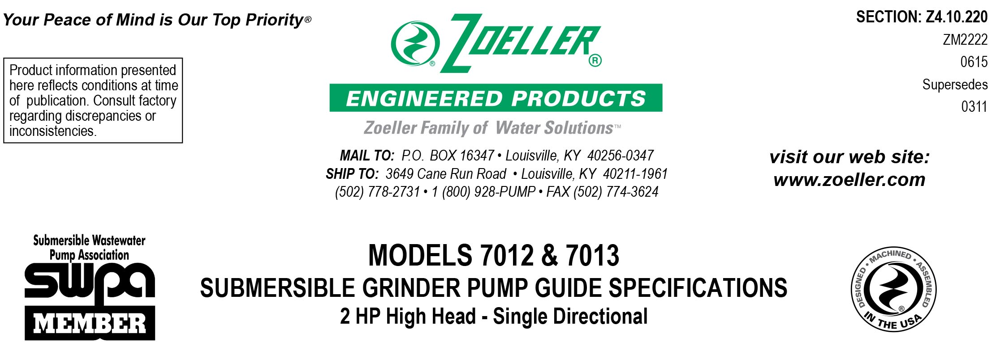 Your Peace of Mind is Our Top Priority®
Product information presented
here reflects conditions at time
of publication. Consult factory
regarding discrepancies or
inconsistencies.
®
ZOELLER®
ENGINEERED PRODUCTS
Zoeller Family of Water Solutions™
MAIL TO: P.O. BOX 16347 • Louisville, KY 40256-0347
SHIP TO: 3649 Cane Run Road • Louisville, KY 40211-1961
(502) 778-2731 • 1 (800) 928-PUMP • FAX (502) 774-3624
SECTION: Z4.10.220
ZM2222
0615
Supersedes
0311
visit our web site:
www.zoeller.com
Submersible Wastewater
Pump Association
swpa
MEMBER
MODELS 7012 & 7013
SUBMERSIBLE GRINDER PUMP GUIDE SPECIFICATIONS
2 HP High Head - Single Directional
DESIGNED • MACHINED • ASSEMBLED
®
IN THE USA